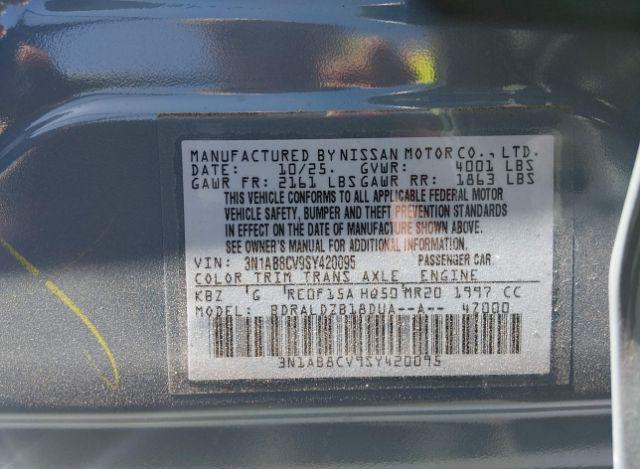 MANUFACTURED BY NISSAN MOTOR CO., LTD.
DATE: 10/25. GVWR: 4001 LBS
GAWR FR: 2161 LBS GAWR RR: 1863 LBS
THIS VEHICLE CONFORMS TO ALL APPLICABLE FEDERAL MOTOR
VEHICLE SAFETY, BUMPER AND THEFT PREVENTION STANDARDS
IN EFFECT ON THE DATE OF MANUFACTURE SHOWN ABOVE.
SEE OWNER'S MANUAL FOR ADDITIONAL INFORMATION.
VIN: 3N1AB8CV9SY420095 PASSENGER CAR.
COLOR TRIM TRANS AXLE ENGINE
KBZ G RE0F15A HQ50 MR20 1997 CC
MODEL: BDRALDZB18DUA--A-- 47000
3N1AB8CV9SY420095